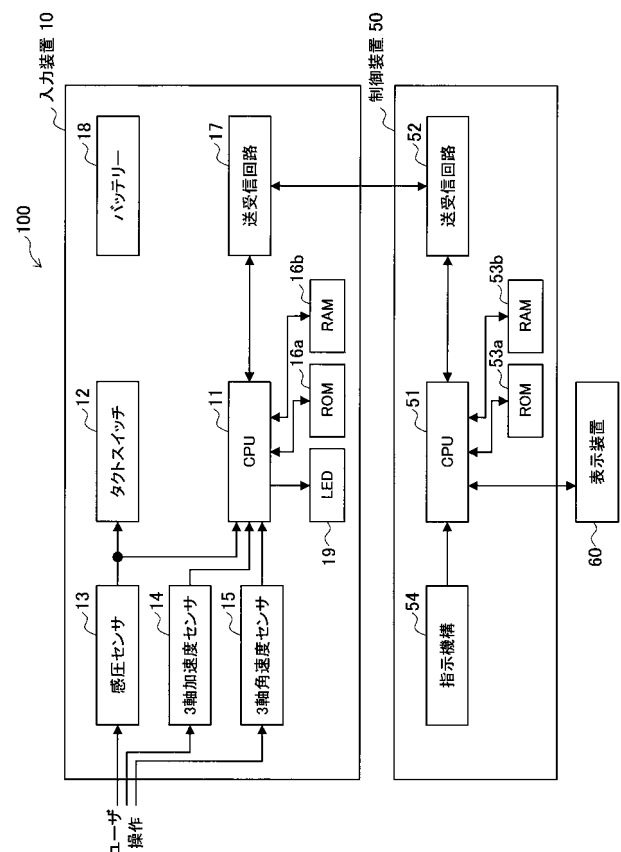 100
入力装置 10
感圧センサ
13
タクトスイッチ
12
バッテリー
18
3軸加速度センサ
14
3軸角速度センサ
15
CPU
11
送受信回路
17
LED
19
ROM
16a
RAM
16b
ユーザ
操作
制御装置 50
指示機構
54
CPU
51
送受信回路
52
ROM
53a
RAM
53b
表示装置
60